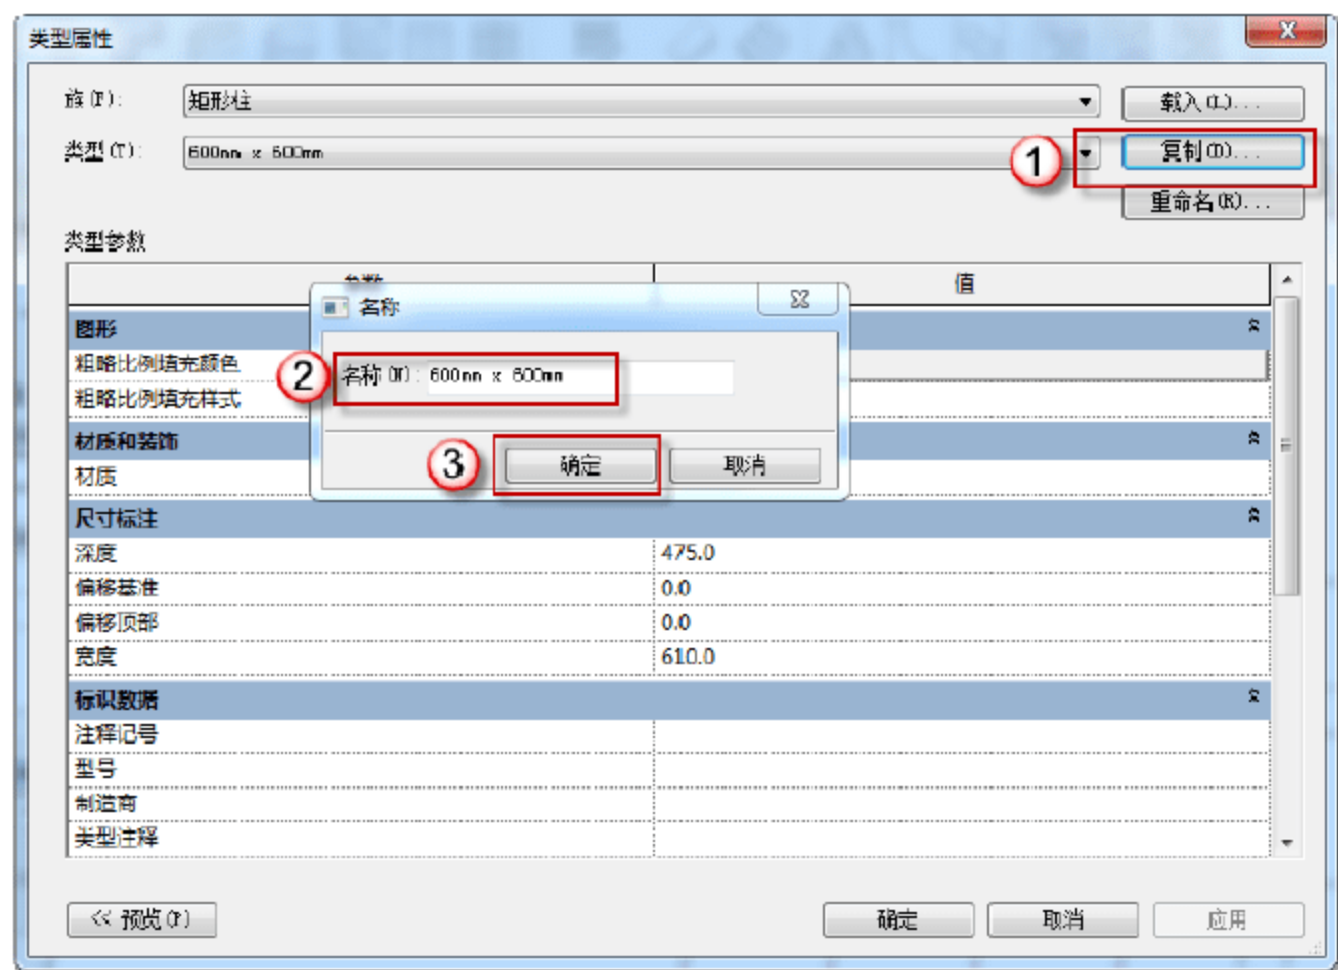 类型属性
族(F): 矩形柱 载入(L)...
类型(T): 600mm x 600mm 1 复制(D)...
重命名(R)...
类型参数
参数 值
名称
图形
粗略比例填充颜色
2 名称(N): 600mm x 600mm
粗略比例填充样式
材质和装饰
3 确定 取消
材质
尺寸标注
深度 475.0
偏移基准 0.0
偏移顶部 0.0
宽度 610.0
标识数据
注释记号
型号
制造商
类型注释
<< 预览(P) 确定 取消 应用